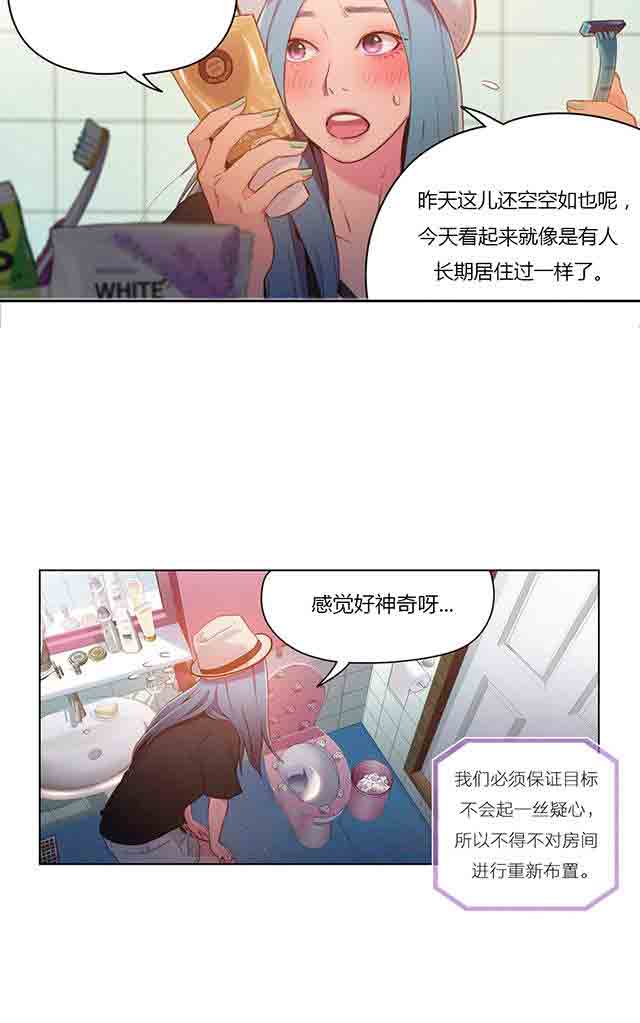 昨天这儿还空空如也呢，
今天看起来就像是有人
长期居住过一样了。
WHITE
感觉好神奇呀...
我们必须保证目标
不会起一丝疑心，
所以不得不对房间
进行重新布置。